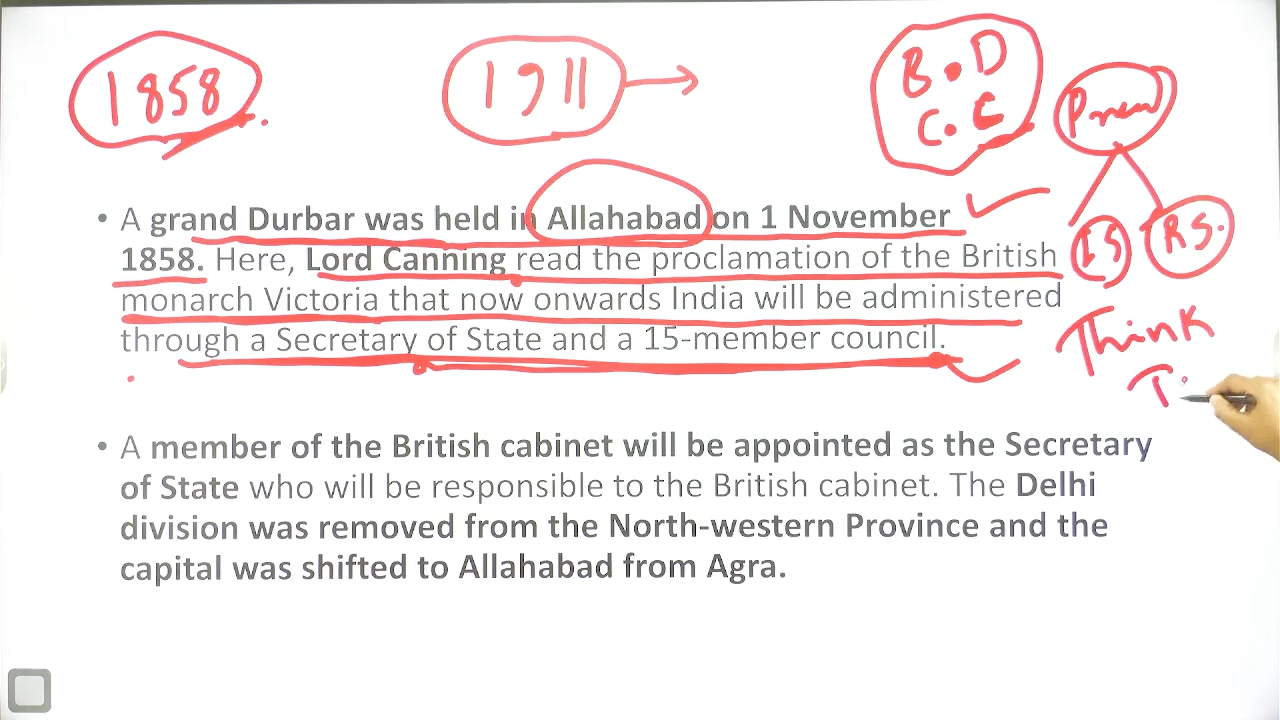 1858.
1911
B.D
C.C
• A grand Durbar was held in Allahabad on 1 November
1858. Here, Lord Canning read the proclamation of the British
monarch Victoria that now onwards India will be administered
through a Secretary of State and a 15-member council.
IS
RS.
Think
• A member of the British cabinet will be appointed as the Secretary
of State who will be responsible to the British cabinet. The Delhi
division was removed from the North-western Province and the
capital was shifted to Allahabad from Agra.